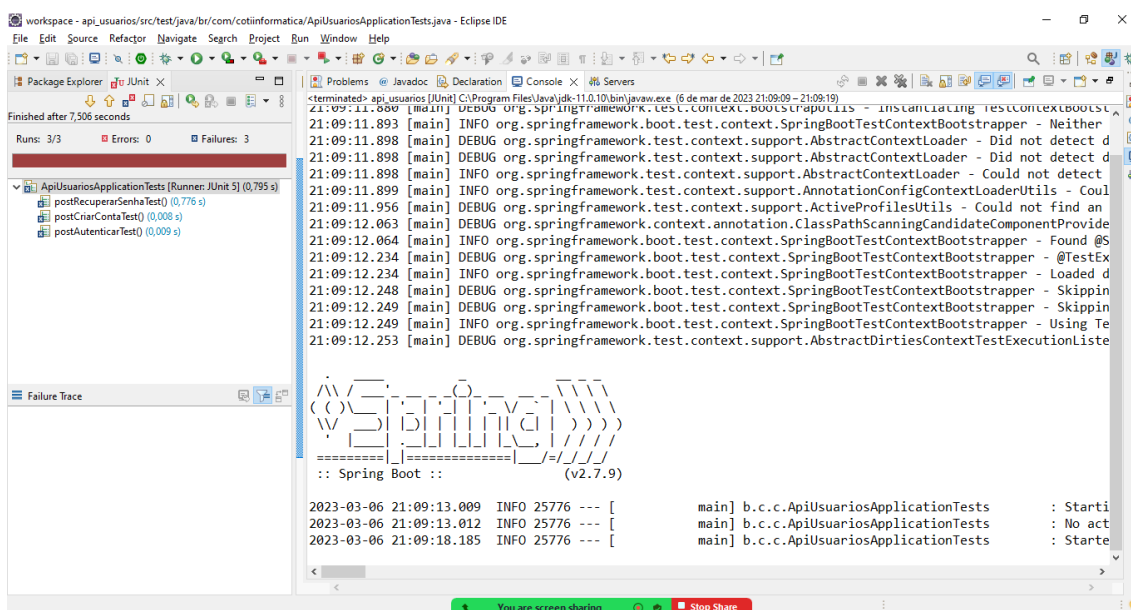 workspace - api_usuarios/src/test/java/br/com/cotiinformatica/ApiUsuariosApplicationTests.java - Eclipse IDE
File Edit Source Refactor Navigate Search Project Run Window Help
Package Explorer JUnit
Problems @ Javadoc Declaration Console Servers
Finished after 7,506 seconds
Runs: 3/3 Errors: 0 Failures: 3
ApiUsuariosApplicationTests [Runner: JUnit 5] (0,795 s)
postRecuperarSenhaTest() (0,776 s)
postCriarContaTest() (0,008 s)
postAutenticarTest() (0,009 s)
Failure Trace
<terminated> api_usuarios [JUnit] C:\Program Files\Java\jdk-11.0.10\bin\javaw.exe (6 de mar de 2023 21:09:09 – 21:09:19)
21:09:11.880 [main] DEBUG org.springframework.test.context.BootstrapUtils - Instantiating TestContextBootst
21:09:11.893 [main] INFO org.springframework.boot.test.context.SpringBootTestContextBootstrapper - Neither
21:09:11.898 [main] DEBUG org.springframework.test.context.support.AbstractContextLoader - Did not detect d
21:09:11.898 [main] DEBUG org.springframework.test.context.support.AbstractContextLoader - Did not detect d
21:09:11.898 [main] INFO org.springframework.test.context.support.AbstractContextLoader - Could not detect
21:09:11.899 [main] INFO org.springframework.test.context.support.AnnotationConfigContextLoaderUtils - Coul
21:09:11.956 [main] DEBUG org.springframework.test.context.support.ActiveProfilesUtils - Could not find an
21:09:12.063 [main] DEBUG org.springframework.context.annotation.ClassPathScanningCandidateComponentProvide
21:09:12.064 [main] INFO org.springframework.boot.test.context.SpringBootTestContextBootstrapper - Found @S
21:09:12.234 [main] DEBUG org.springframework.boot.test.context.SpringBootTestContextBootstrapper - @TestEx
21:09:12.234 [main] INFO org.springframework.boot.test.context.SpringBootTestContextBootstrapper - Loaded d
21:09:12.248 [main] DEBUG org.springframework.boot.test.context.SpringBootTestContextBootstrapper - Skippin
21:09:12.249 [main] DEBUG org.springframework.boot.test.context.SpringBootTestContextBootstrapper - Skippin
21:09:12.249 [main] INFO org.springframework.boot.test.context.SpringBootTestContextBootstrapper - Using Te
21:09:12.253 [main] DEBUG org.springframework.test.context.support.AbstractDirtiesContextTestExecutionListe
Spring
:: Spring Boot :: (v2.7.9)
2023-03-06 21:09:13.009 INFO 25776 --- [ main] b.c.c.ApiUsuariosApplicationTests : Starti
2023-03-06 21:09:13.012 INFO 25776 --- [ main] b.c.c.ApiUsuariosApplicationTests : No act
2023-03-06 21:09:18.185 INFO 25776 --- [ main] b.c.c.ApiUsuariosApplicationTests : Starte
You are screen sharing Stop Share